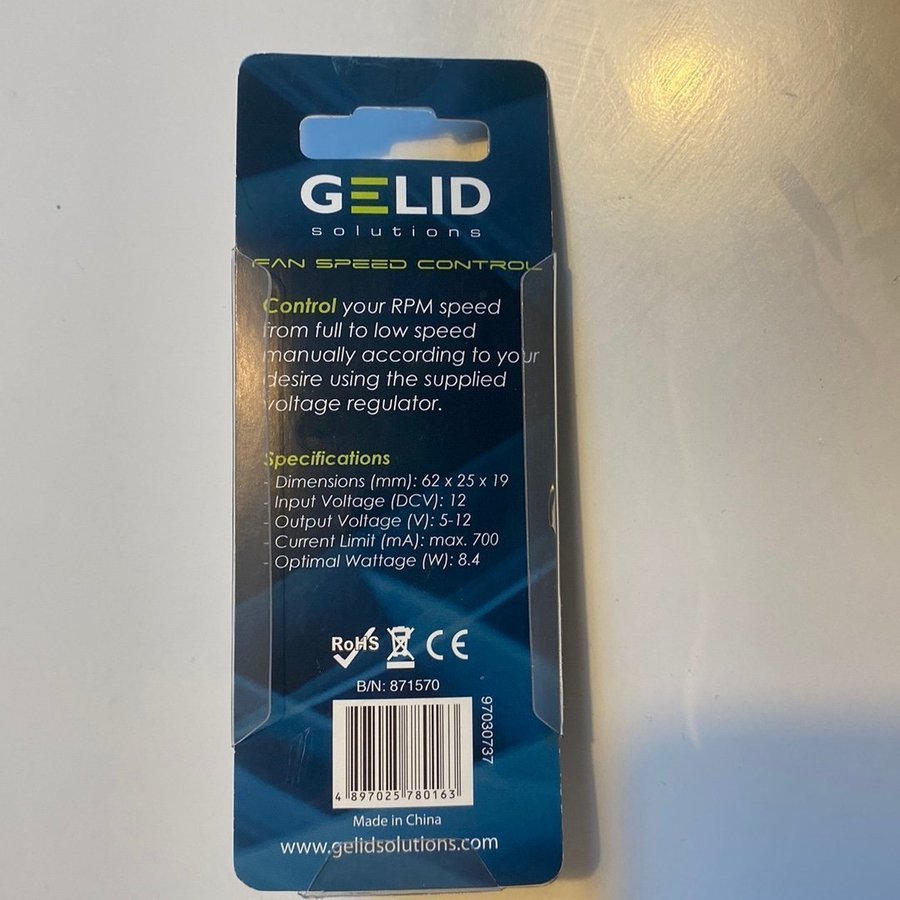 GELID
solutions
FAN SPEED CONTROL
Control your RPM speed
from full to low speed
manually according to your
desire using the supplied
voltage regulator.
Specifications
- Dimensions (mm): 62 x 25 x 19
- Input Voltage (DCV): 12
- Output Voltage (V): 5-12
- Current Limit (mA): max. 700
- Optimal Wattage (W): 8.4
RoHS CE
B/N: 871570
97030737
4 897025 780163
Made in China
www.gelidsolutions.com